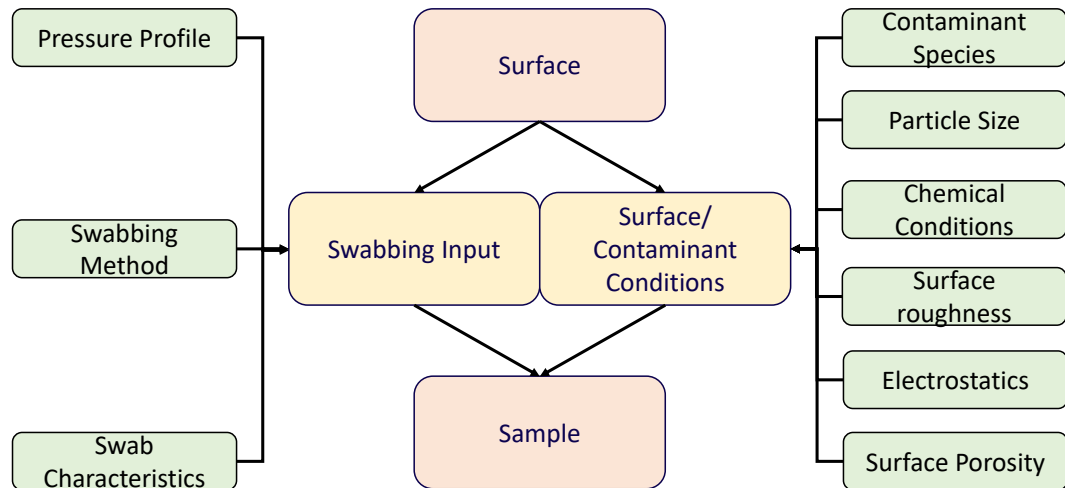 Pressure Profile
Swabbing
Method
Swab
Characteristics
Surface
Swabbing Input
Surface/
Contaminant
Conditions
Sample
Contaminant
Species
Particle Size
Chemical
Conditions
Surface
roughness
Electrostatics
Surface Porosity